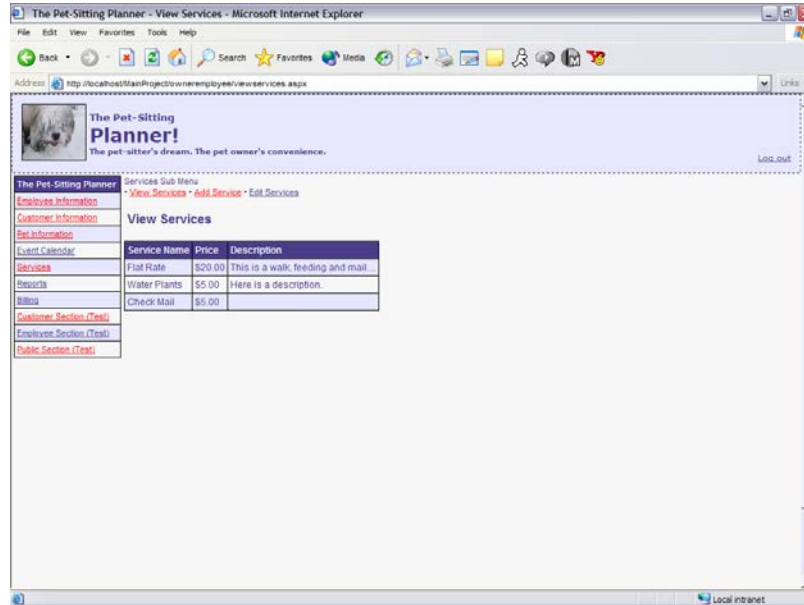 The Pet-Sitting Planner - View Services - Microsoft Internet Explorer
File Edit View Favorites Tools Help
Back Search Favorites Media
Address http://localhost/MainProject/owneremployee/viewservices.aspx Links
The Pet-Sitting
Planner!
The pet-sitter's dream. The pet owner's convenience.
Log out
The Pet-Sitting Planner
Employee Information
Customer Information
Pet Information
Event Calendar
Services
Reports
Billing
Customer Section (Test)
Employee Section (Test)
Public Section (Test)
Services Sub Menu
• View Services • Add Service • Edit Services
View Services
Service Name Price Description
Flat Rate $20.00 This is a walk, feeding and mail...
Water Plants $5.00 Here is a description.
Check Mail $5.00
Local intranet